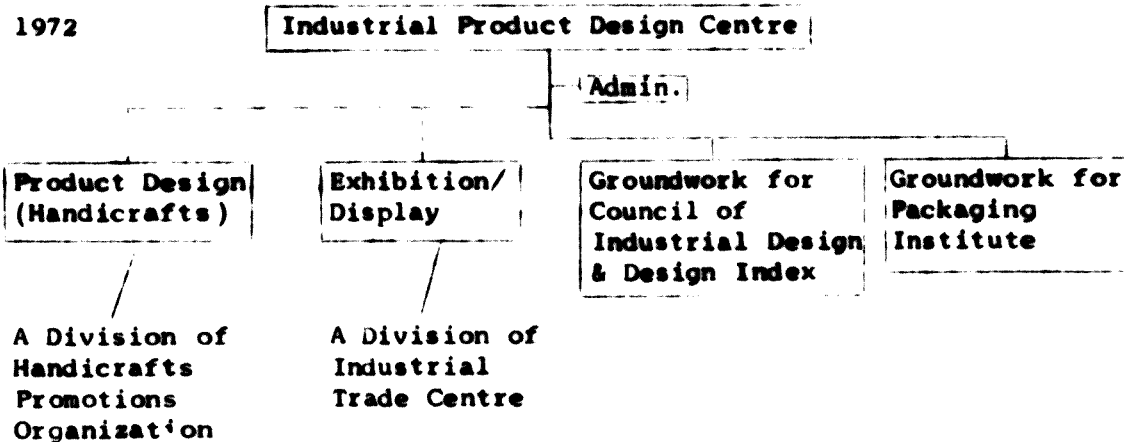 1972
Industrial Product Design Centre
Admin.
Product Design
(Handicrafts)
Exhibition/
Display
Groundwork for
Council of
Industrial Design
& Design Index
Groundwork for
Packaging
Institute
A Division of
Handicrafts
Promotions
Organization
A Division of
Industrial
Trade Centre